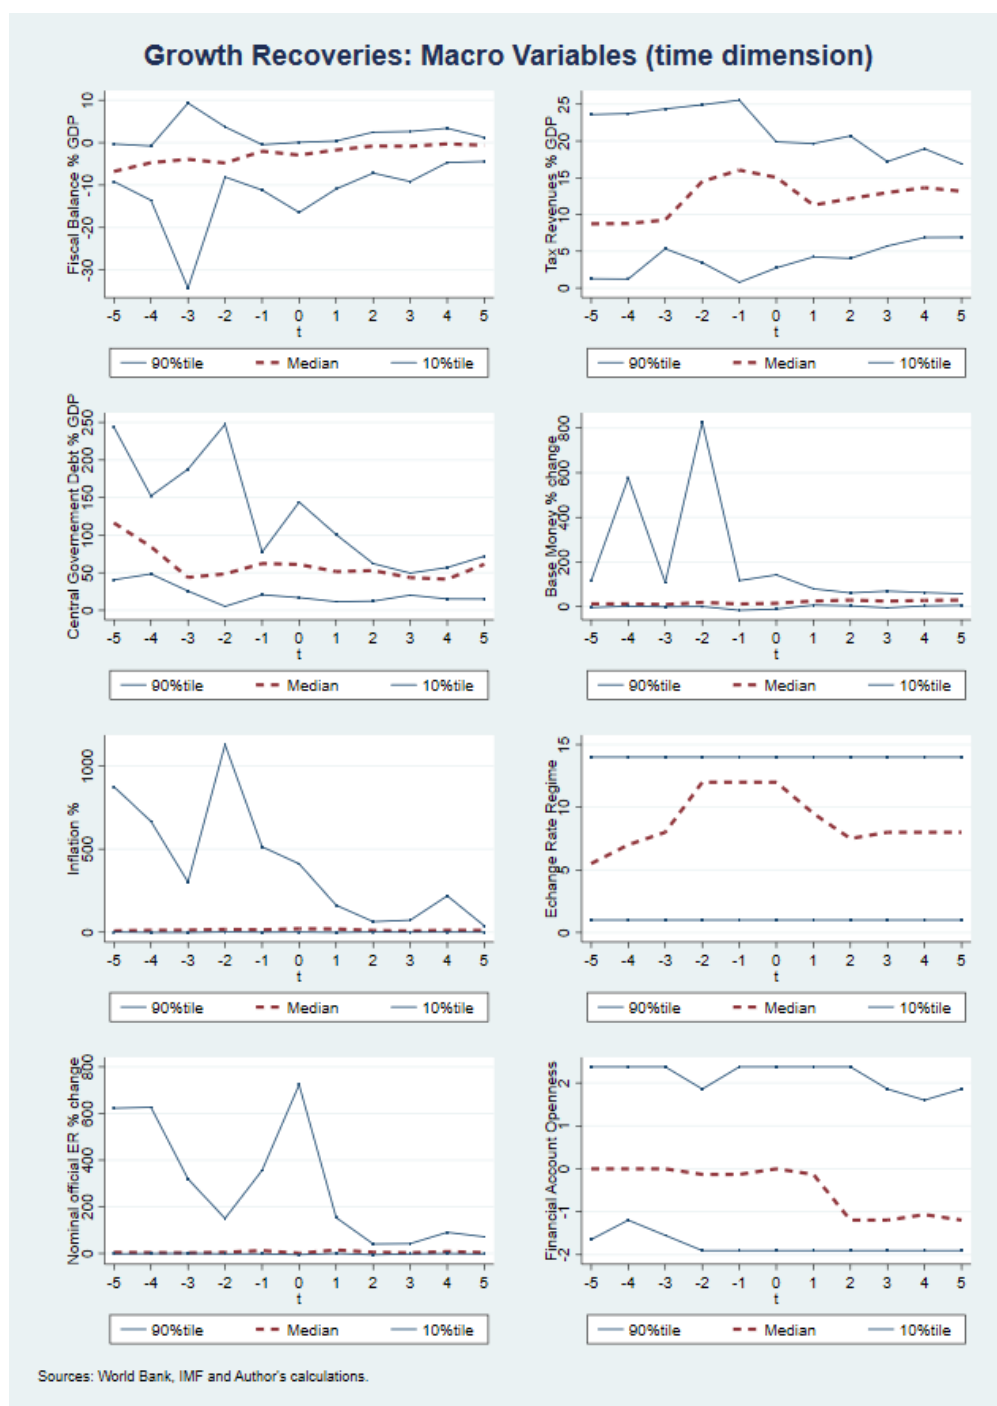 Growth Recoveries: Macro Variables (time dimension)
Fiscal Balance % GDP
10
0
-10
-20
-30
-5 -4 -3 -2 -1 0 1 2 3 4 5
t
90%tile Median 10%tile
Tax Revenues % GDP
25
20
15
10
5
0
-5 -4 -3 -2 -1 0 1 2 3 4 5
t
90%tile Median 10%tile
Central Governement Debt % GDP
250
200
150
100
50
0
-5 -4 -3 -2 -1 0 1 2 3 4 5
t
90%tile Median 10%tile
Base Money % change
800
600
400
200
0
-5 -4 -3 -2 -1 0 1 2 3 4 5
t
90%tile Median 10%tile
Inflation %
1000
500
0
-5 -4 -3 -2 -1 0 1 2 3 4 5
t
90%tile Median 10%tile
Echange Rate Regime
15
10
5
0
-5 -4 -3 -2 -1 0 1 2 3 4 5
t
90%tile Median 10%tile
Nominal official ER % change
800
600
400
200
0
-5 -4 -3 -2 -1 0 1 2 3 4 5
t
90%tile Median 10%tile
Financial Account Openness
2
1
0
-1
-2
-5 -4 -3 -2 -1 0 1 2 3 4 5
t
90%tile Median 10%tile
Sources: World Bank, IMF and Author's calculations.